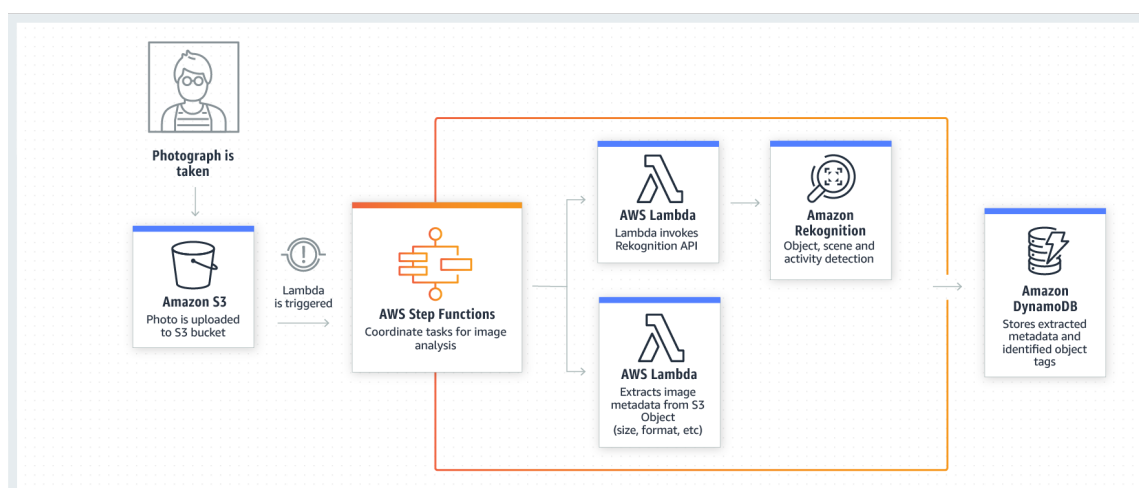 Photograph is
taken
Amazon S3
Photo is uploaded
to S3 bucket
Lambda
is triggered
AWS Step Functions
Coordinate tasks for image
analysis
AWS Lambda
Lambda invokes
Rekognition API
Amazon
Rekognition
Object, scene and
activity detection
AWS Lambda
Extracts image
metadata from S3
Object
(size, format, etc)
Amazon
DynamoDB
Stores extracted
metadata and
identified object
tags